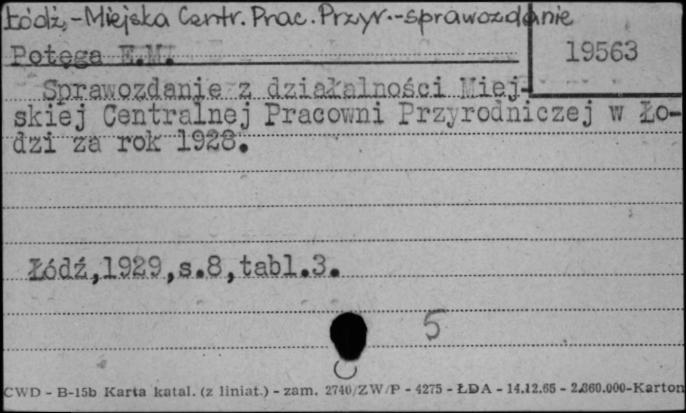 Łódź,-Miejska Centr. Prac. Przyr.-sprawozdanie
Potęga E.M.
19563
Sprawozdanie z działalności Miej-
skiej Centralnej Pracowni Przyrodniczej w Ło-
dzi za rok 1928.
Łódź,1929,s.8,tabl.3.
5
CWD - B-15b Karta katal. (z liniat.) - zam. 2740/ZW/P - 4275 - ŁDA - 14.12.65 - 2.360.000-Karton